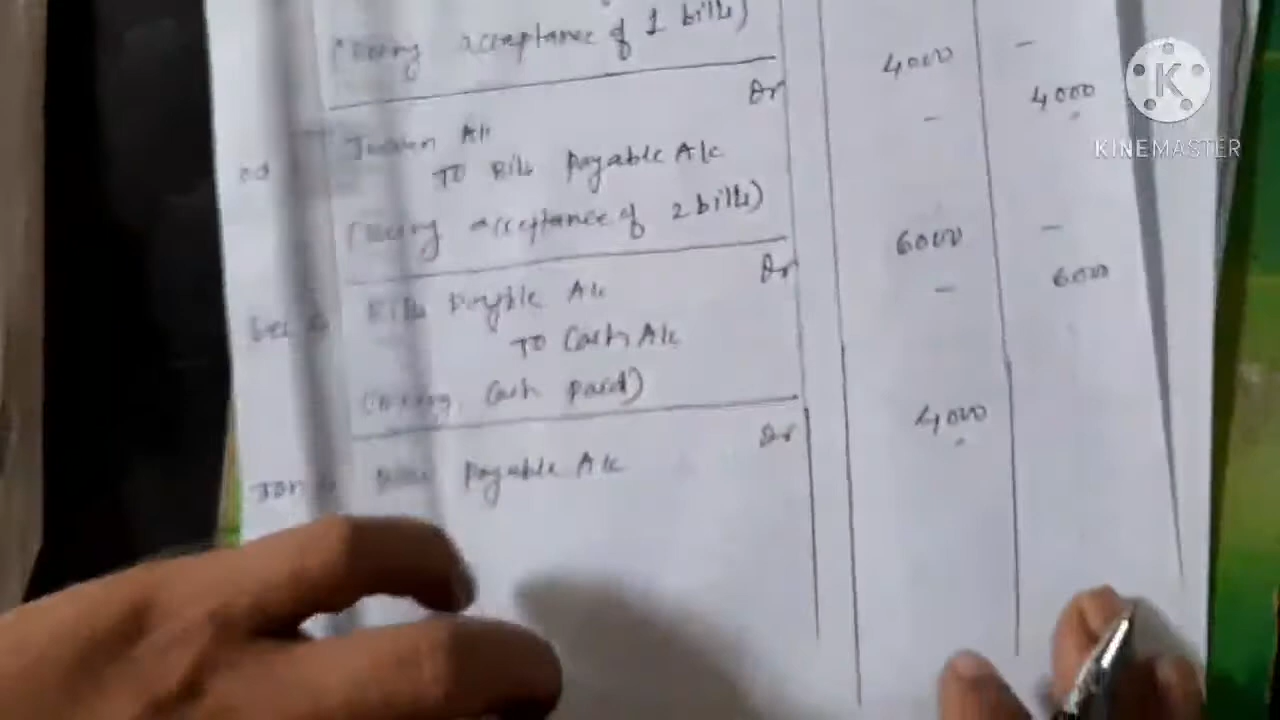 acceptance of 1 bills)
4000 -
Dr
A/c
- 4000
TO Bills Payable A/c
acceptance of 2 bills)
6000 -
Dr
Bills Payable A/c
- 6000
TO Cash A/c
Cash Paid)
4000
Dr
Payable A/c
K
KINEMASTER